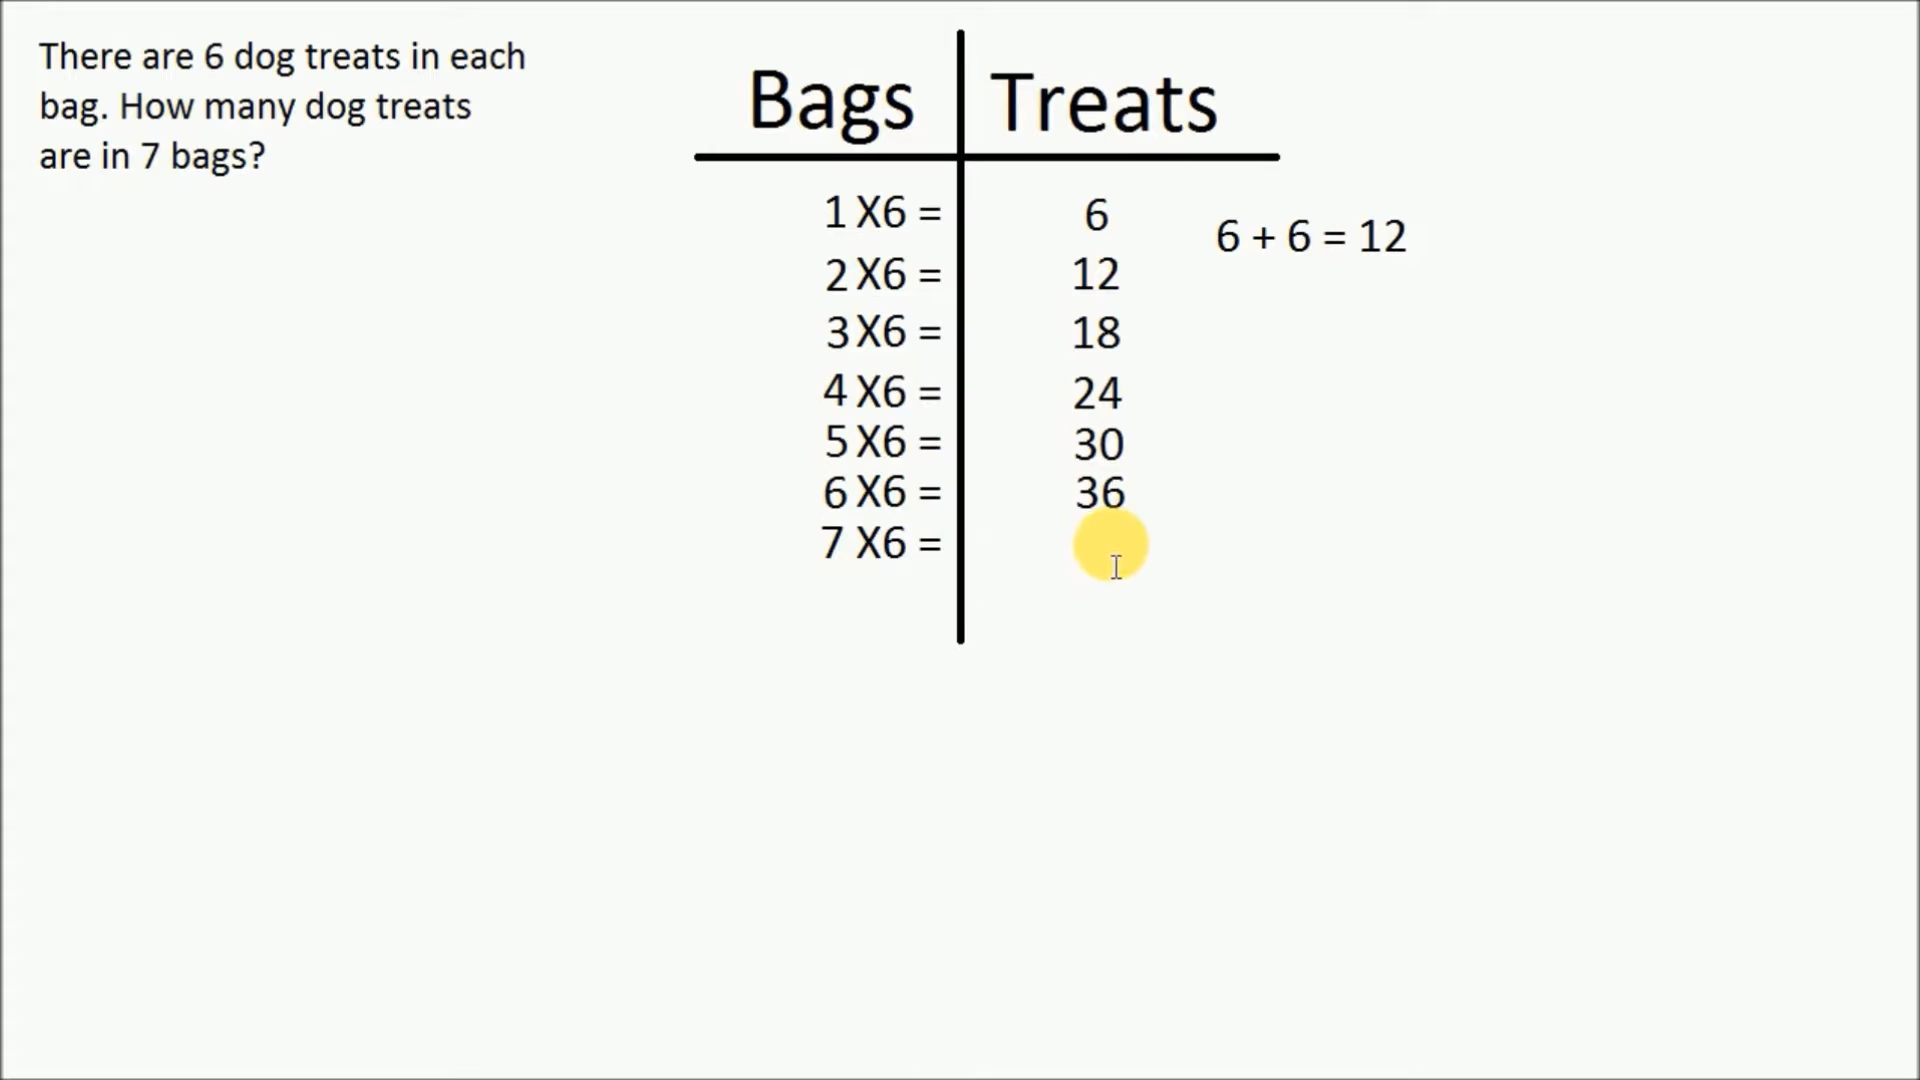 There are 6 dog treats in each
bag. How many dog treats
are in 7 bags?
Bags Treats
1 X6 = 6
6 + 6 = 12
2 X6 = 12
3 X6 = 18
4 X6 = 24
5 X6 = 30
6 X6 = 36
7 X6 =